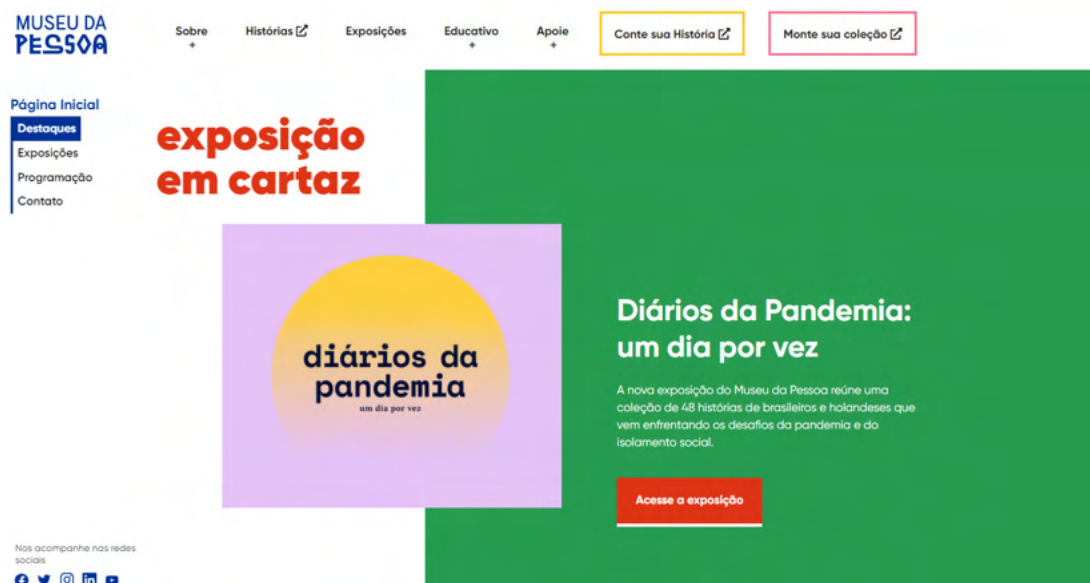 MUSEU DA
PESSOA
Sobre
+
Histórias
Exposições
Educativo
+
Apoie
+
Conte sua História
Monte sua coleção
Página Inicial
Destaques
Exposições
Programação
Contato
exposição
em cartaz
diários da
pandemia
um dia por vez
Diários da Pandemia:
um dia por vez
A nova exposição do Museu da Pessoa reúne uma
coleção de 48 histórias de brasileiros e holandeses que
vem enfrentando os desafios da pandemia e do
isolamento social.
Acesse a exposição
Nos acompanhe nas redes
sociais